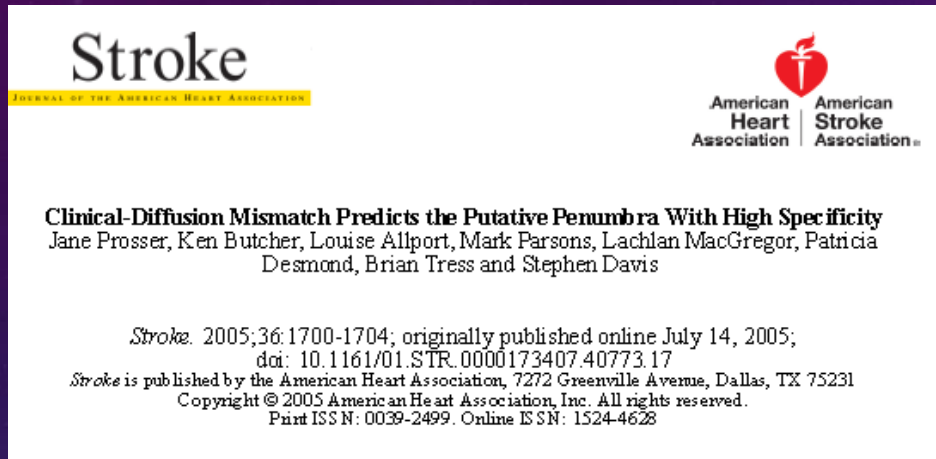 Stroke
JOURNAL OF THE AMERICAN HEART ASSOCIATION
American Heart Association
American Stroke Association®
Clinical-Diffusion Mismatch Predicts the Putative Penumbra With High Specificity
Jane Prosser, Ken Butcher, Louise Allport, Mark Parsons, Lachlan MacGregor, Patricia
Desmond, Brian Tress and Stephen Davis
Stroke. 2005;36:1700-1704; originally published online July 14, 2005;
doi: 10.1161/01.STR.0000173407.40773.17
Stroke is published by the American Heart Association, 7272 Greenville Avenue, Dallas, TX 75231
Copyright © 2005 American Heart Association, Inc. All rights reserved.
Print ISSN: 0039-2499. Online ISSN: 1524-4628